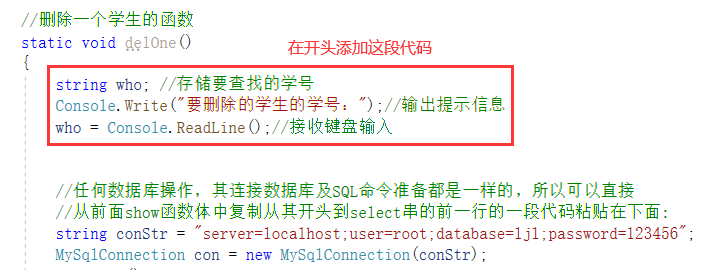 //删除一个学生的函数
static void delOne()
在开头添加这段代码
{
string who; //存储要查找的学号
Console.Write("要删除的学生的学号：");//输出提示信息
who = Console.ReadLine();//接收键盘输入
//任何数据库操作，其连接数据库及SQL命令准备都是一样的，所以可以直接
//从前面show函数体中复制从其开头到select串的前一行的一段代码粘贴在下面：
string conStr = "server=localhost;user=root;database=ljl;password=123456";
MySqlConnection con = new MySqlConnection(conStr);